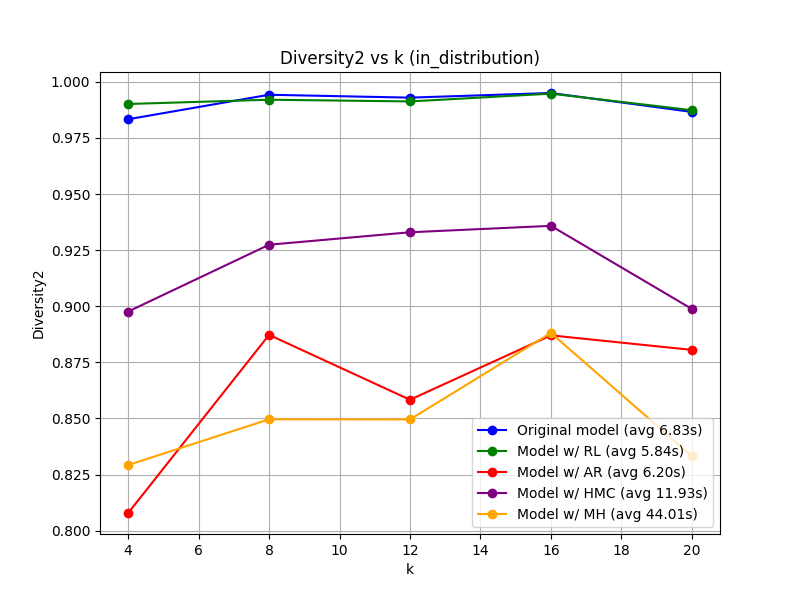 Diversity2 vs k (in_distribution)
Diversity2
1.000
0.975
0.950
0.925
0.900
0.875
0.850
0.825
0.800
4 6 8 10 12 14 16 18 20
k
Original model (avg 6.83s)
Model w/ RL (avg 5.84s)
Model w/ AR (avg 6.20s)
Model w/ HMC (avg 11.93s)
Model w/ MH (avg 44.01s)